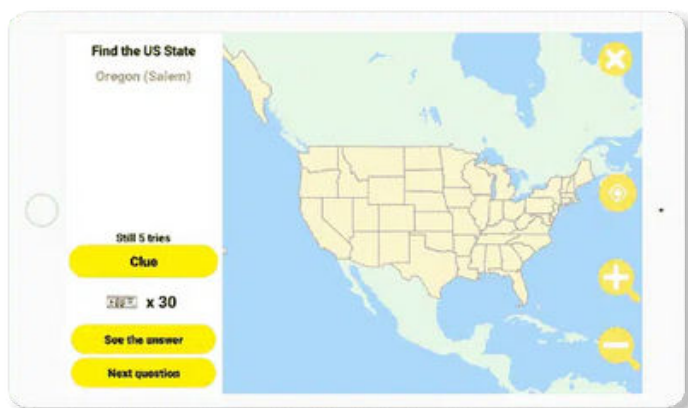 Find the US State
Oregon (Salem)
Still 5 tries
Clue
x 30
See the answer
Next question